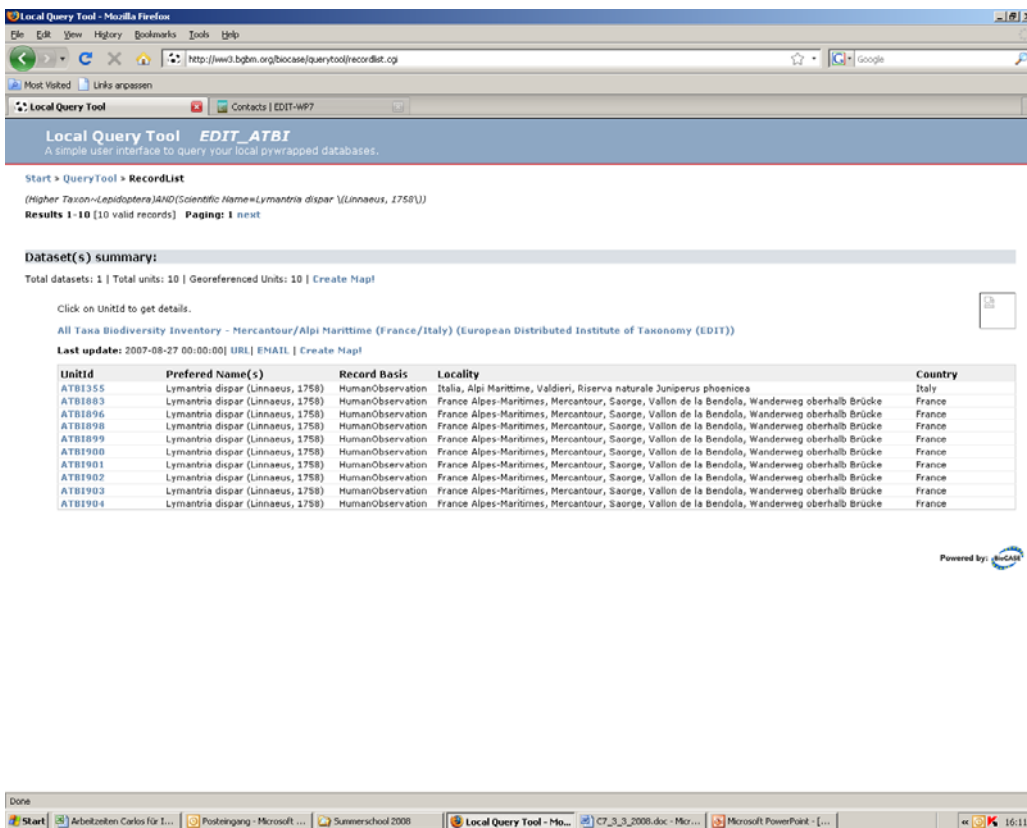 Local Query Tool - Mozilla Firefox
File Edit View History Bookmarks Tools Help
http://ww3.bgbm.org/biocase/querytool/recordlist.cgi
Google
Most Visited Links anpassen
Local Query Tool Contacts | EDIT-WP7
Local Query Tool EDIT_ATBI
A simple user interface to query your local pywrapped databases.
Start » QueryTool » RecordList
(Higher Taxon~Lepidoptera)AND(Scientific Name=Lymantria dispar \(Linnaeus, 1758\))
Results 1-10 [10 valid records] Paging: 1 next
Dataset(s) summary:
Total datasets: 1 | Total units: 10 | Georeferenced Units: 10 | Create Map!
Click on UnitId to get details.
All Taxa Biodiversity Inventory - Mercantour/Alpi Marittime (France/Italy) (European Distributed Institute of Taxonomy (EDIT))
Last update: 2007-08-27 00:00:00| URL| EMAIL | Create Map!
UnitId Prefered Name(s) Record Basis Locality Country
ATBI355 Lymantria dispar (Linnaeus, 1758) HumanObservation Italia, Alpi Marittime, Valdieri, Riserva naturale Juniperus phoenicea Italy
ATBI883 Lymantria dispar (Linnaeus, 1758) HumanObservation France Alpes-Maritimes, Mercantour, Saorge, Vallon de la Bendola, Wanderweg oberhalb Brücke France
ATBI896 Lymantria dispar (Linnaeus, 1758) HumanObservation France Alpes-Maritimes, Mercantour, Saorge, Vallon de la Bendola, Wanderweg oberhalb Brücke France
ATBI898 Lymantria dispar (Linnaeus, 1758) HumanObservation France Alpes-Maritimes, Mercantour, Saorge, Vallon de la Bendola, Wanderweg oberhalb Brücke France
ATBI899 Lymantria dispar (Linnaeus, 1758) HumanObservation France Alpes-Maritimes, Mercantour, Saorge, Vallon de la Bendola, Wanderweg oberhalb Brücke France
ATBI900 Lymantria dispar (Linnaeus, 1758) HumanObservation France Alpes-Maritimes, Mercantour, Saorge, Vallon de la Bendola, Wanderweg oberhalb Brücke France
ATBI901 Lymantria dispar (Linnaeus, 1758) HumanObservation France Alpes-Maritimes, Mercantour, Saorge, Vallon de la Bendola, Wanderweg oberhalb Brücke France
ATBI902 Lymantria dispar (Linnaeus, 1758) HumanObservation France Alpes-Maritimes, Mercantour, Saorge, Vallon de la Bendola, Wanderweg oberhalb Brücke France
ATBI903 Lymantria dispar (Linnaeus, 1758) HumanObservation France Alpes-Maritimes, Mercantour, Saorge, Vallon de la Bendola, Wanderweg oberhalb Brücke France
ATBI904 Lymantria dispar (Linnaeus, 1758) HumanObservation France Alpes-Maritimes, Mercantour, Saorge, Vallon de la Bendola, Wanderweg oberhalb Brücke France
Powered by: BioCASE
Done
Start Arbeitzeiten Carlos für I... Posteingang - Microsoft ... Summerschool 2008 Local Query Tool - Mo... C7_3_3_2008.doc - Micr... Microsoft PowerPoint - [... « 16:11